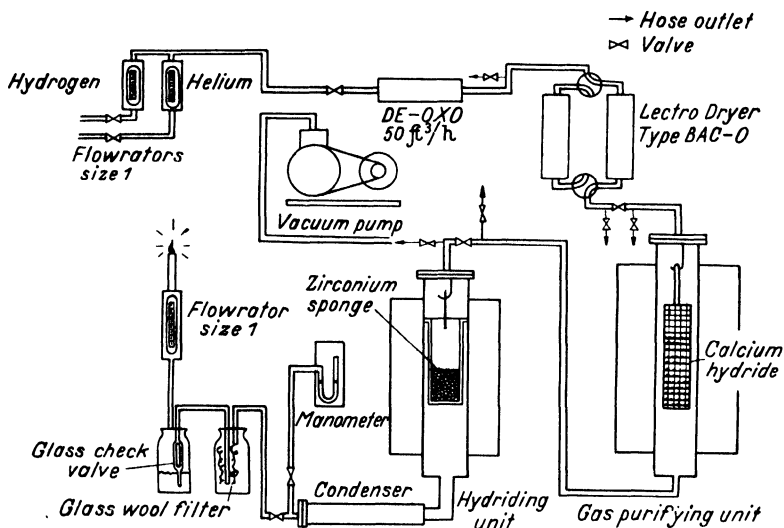 Hose outlet
Valve
Hydrogen
Helium
Flowrators
size 1
DE-OXO
50 ft³/h
Lectro Dryer
Type BAC-O
Vacuum pump
Zirconium
sponge
Flowrator
size 1
Calcium
hydride
Manometer
Glass check
valve
Glass wool filter
Condenser
Hydriding
unit
Gas purifying unit